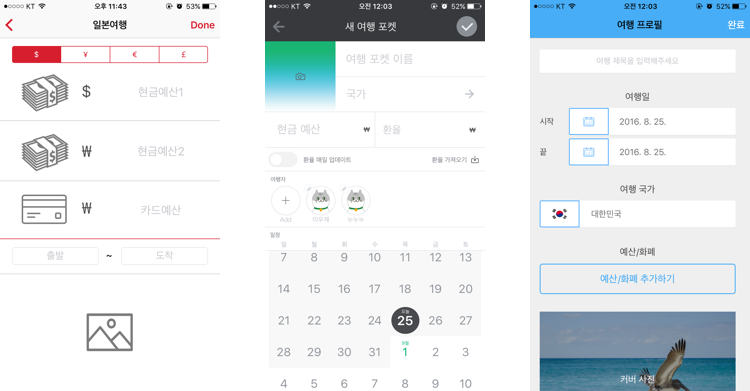 KT 오후 11:43 53%
일본여행 Done
$ ¥ € £
$ 현금예산1
₩ 현금예산2
₩ 카드예산
출발 ~ 도착
KT 오전 12:03 52%
새 여행 포켓
여행 포켓 이름
국가
현금 예산 ₩ 환율 ₩
환율 매일 업데이트 환율 가져오기
여행자
Add
일정
일 월 화 수 목 금 토
7 8 9 10 11 12 13
14 15 16 17 18 19 20
오늘
21 22 23 24 25 26 27
9월
28 29 30 31 1 2 3
4 5 6 7 8 9 10
KT 오전 12:03 52%
여행 프로필 완료
여행 제목을 입력해주세요
여행일
시작 2016. 8. 25.
끝 2016. 8. 25.
여행 국가
대한민국
예산/화폐
예산/화폐 추가하기
커버 사진